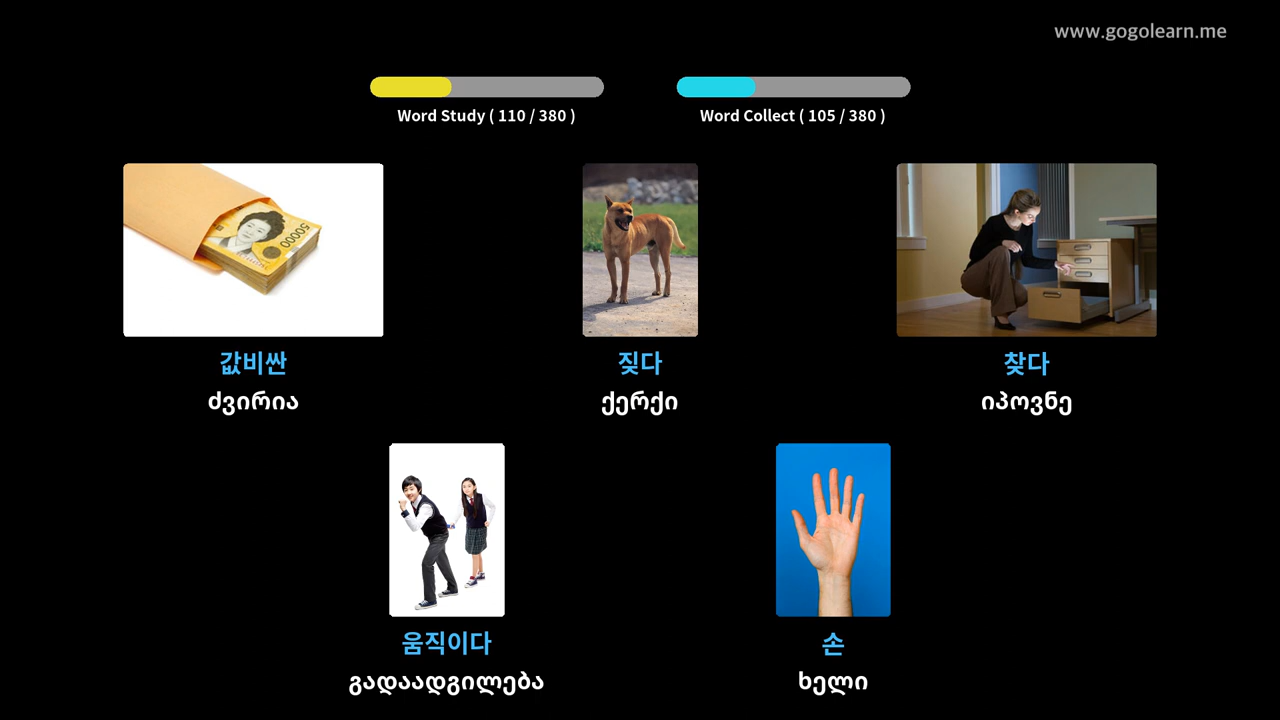 www.gogolearn.me
Word Study ( 110 / 380 )
Word Collect ( 105 / 380 )
50000
값비싼
짖다
찾다
ძვირია
ქერქი
იპოვნე
움직이다
손
გადაადგილება
ხელი